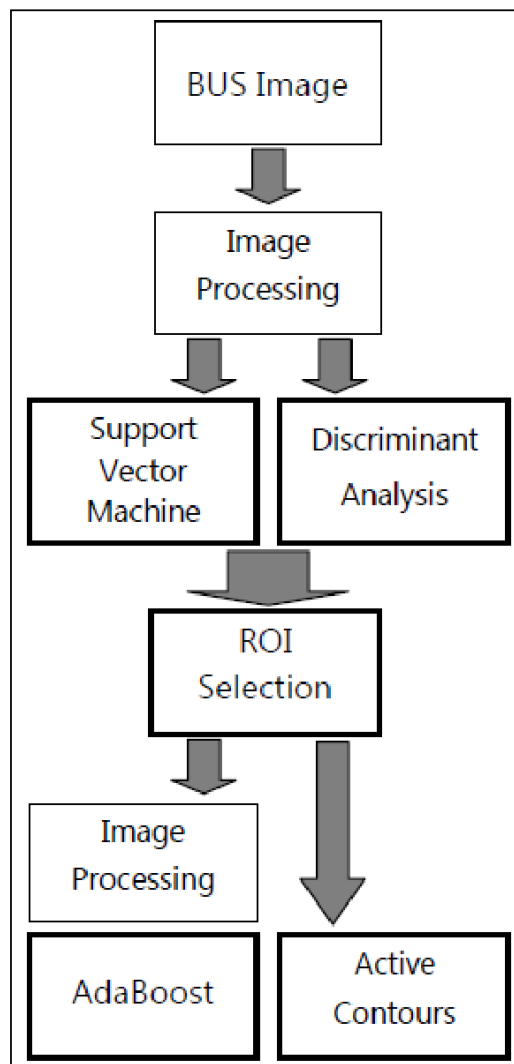 BUS Image
Image
Processing
Support
Vector
Machine
Discriminant
Analysis
ROI
Selection
Image
Processing
AdaBoost
Active
Contours